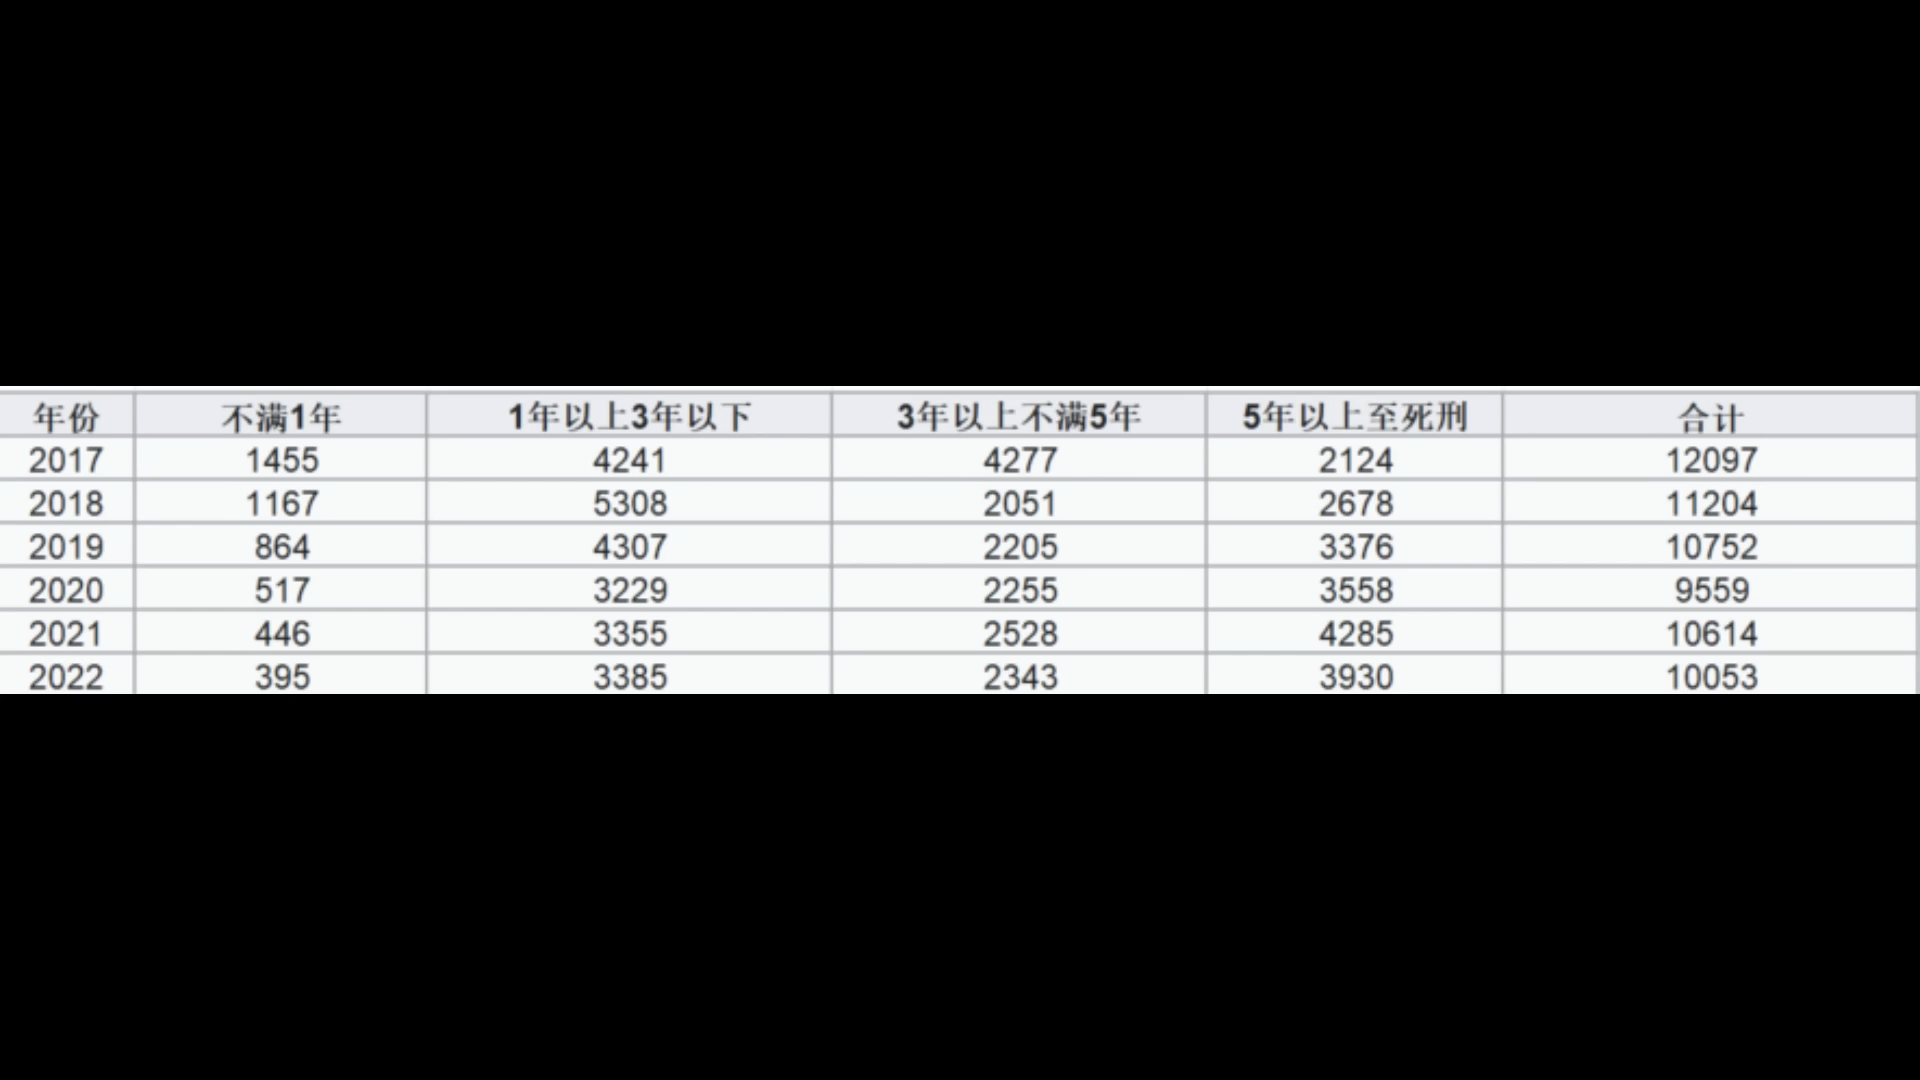 年份 不满1年 1年以上3年以下 3年以上不满5年 5年以上至死刑 合计
2017 1455 4241 4277 2124 12097
2018 1167 5308 2051 2678 11204
2019 864 4307 2205 3376 10752
2020 517 3229 2255 3558 9559
2021 446 3355 2528 4285 10614
2022 395 3385 2343 3930 10053